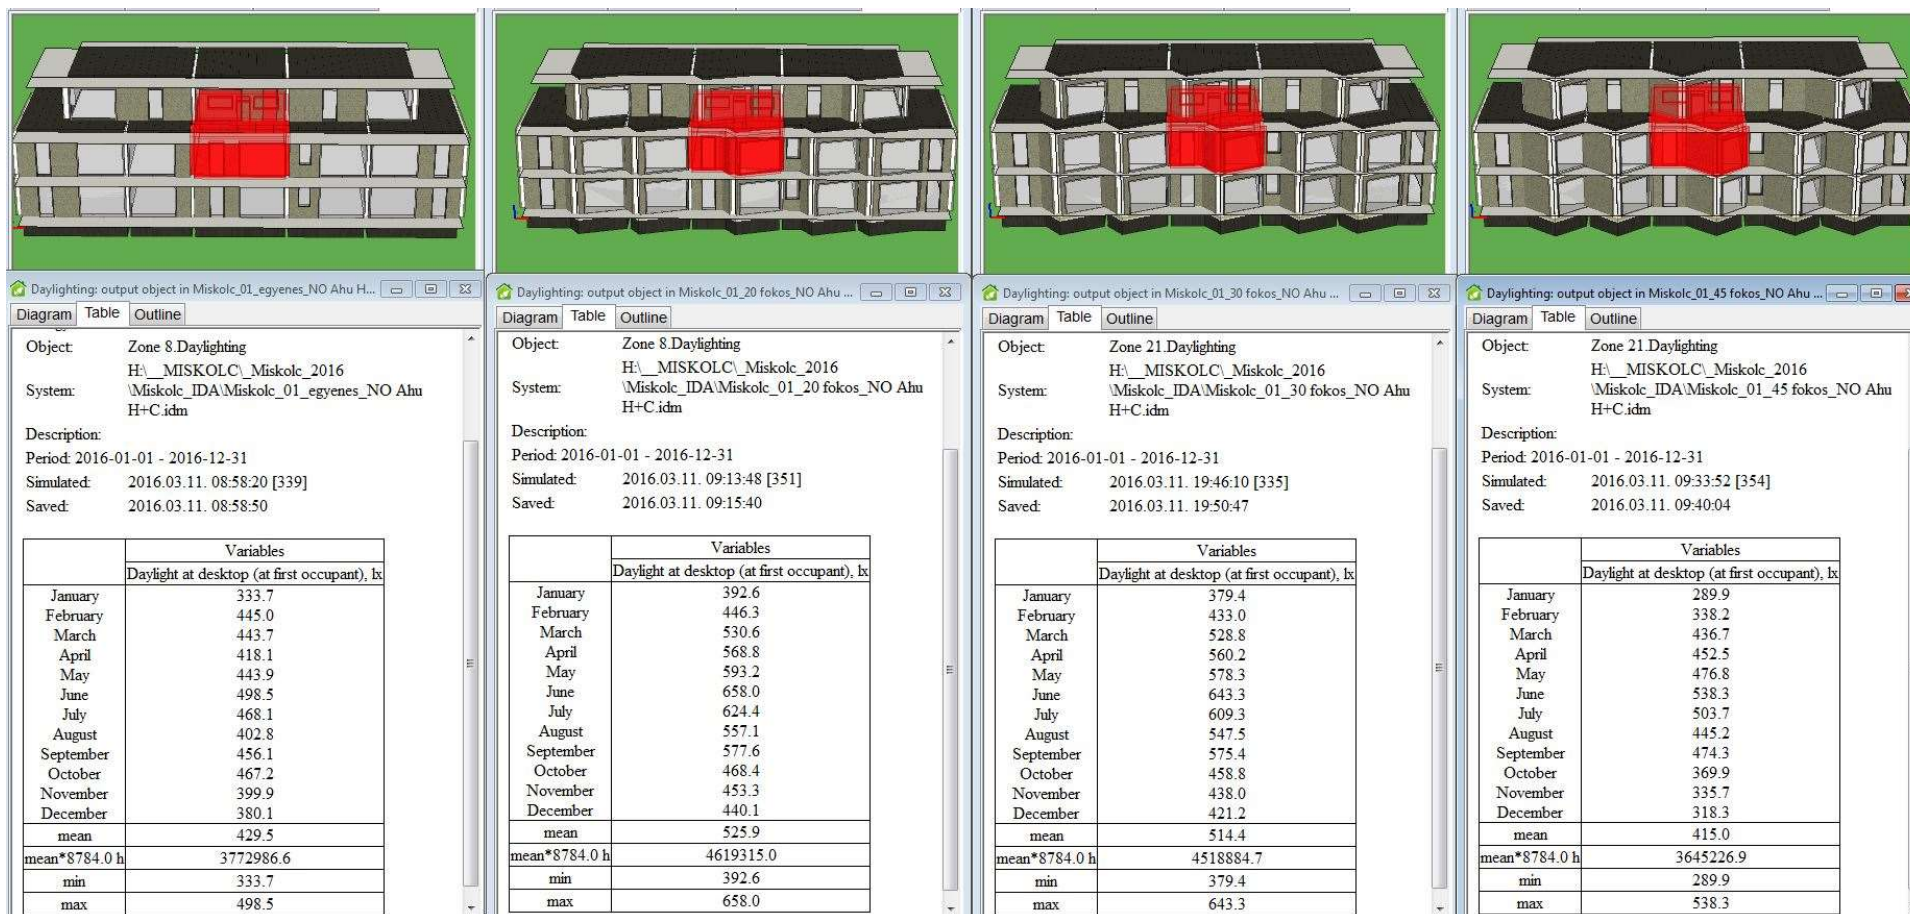 Daylighting: output object in Miskolc_01_egyenes_NO Ahu H...
Diagram Table Outline
Object: Zone 8.Daylighting
System: H:\__MISKOLC\_Miskolc_2016
\Miskolc_IDA\Miskolc_01_egyenes_NO Ahu
H+C.idm
Description:
Period: 2016-01-01 - 2016-12-31
Simulated: 2016.03.11. 08:58:20 [339]
Saved: 2016.03.11. 08:58:50
Variables
Daylight at desktop (at first occupant), lx
January 333.7
February 445.0
March 443.7
April 418.1
May 443.9
June 498.5
July 468.1
August 402.8
September 456.1
October 467.2
November 399.9
December 380.1
mean 429.5
mean*8784.0 h 3772986.6
min 333.7
max 498.5
Daylighting: output object in Miskolc_01_20 fokos_NO Ahu ...
Diagram Table Outline
Object: Zone 8.Daylighting
System: H:\__MISKOLC\_Miskolc_2016
\Miskolc_IDA\Miskolc_01_20 fokos_NO Ahu
H+C.idm
Description:
Period: 2016-01-01 - 2016-12-31
Simulated: 2016.03.11. 09:13:48 [351]
Saved: 2016.03.11. 09:15:40
Variables
Daylight at desktop (at first occupant), lx
January 392.6
February 446.3
March 530.6
April 568.8
May 593.2
June 658.0
July 624.4
August 557.1
September 577.6
October 468.4
November 453.3
December 440.1
mean 525.9
mean*8784.0 h 4619315.0
min 392.6
max 658.0
Daylighting: output object in Miskolc_01_30 fokos_NO Ahu ...
Diagram Table Outline
Object: Zone 21.Daylighting
System: H:\__MISKOLC\_Miskolc_2016
\Miskolc_IDA\Miskolc_01_30 fokos_NO Ahu
H+C.idm
Description:
Period: 2016-01-01 - 2016-12-31
Simulated: 2016.03.11. 19:46:10 [335]
Saved: 2016.03.11. 19:50:47
Variables
Daylight at desktop (at first occupant), lx
January 379.4
February 433.0
March 528.8
April 560.2
May 578.3
June 643.3
July 609.3
August 547.5
September 575.4
October 458.8
November 438.0
December 421.2
mean 514.4
mean*8784.0 h 4518884.7
min 379.4
max 643.3
Daylighting: output object in Miskolc_01_45 fokos_NO Ahu ...
Diagram Table Outline
Object: Zone 21.Daylighting
System: H:\__MISKOLC\_Miskolc_2016
\Miskolc_IDA\Miskolc_01_45 fokos_NO Ahu
H+C.idm
Description:
Period: 2016-01-01 - 2016-12-31
Simulated: 2016.03.11. 09:33:52 [354]
Saved: 2016.03.11. 09:40:04
Variables
Daylight at desktop (at first occupant), lx
January 289.9
February 338.2
March 436.7
April 452.5
May 476.8
June 538.3
July 503.7
August 445.2
September 474.3
October 369.9
November 335.7
December 318.3
mean 415.0
mean*8784.0 h 3645226.9
min 289.9
max 538.3